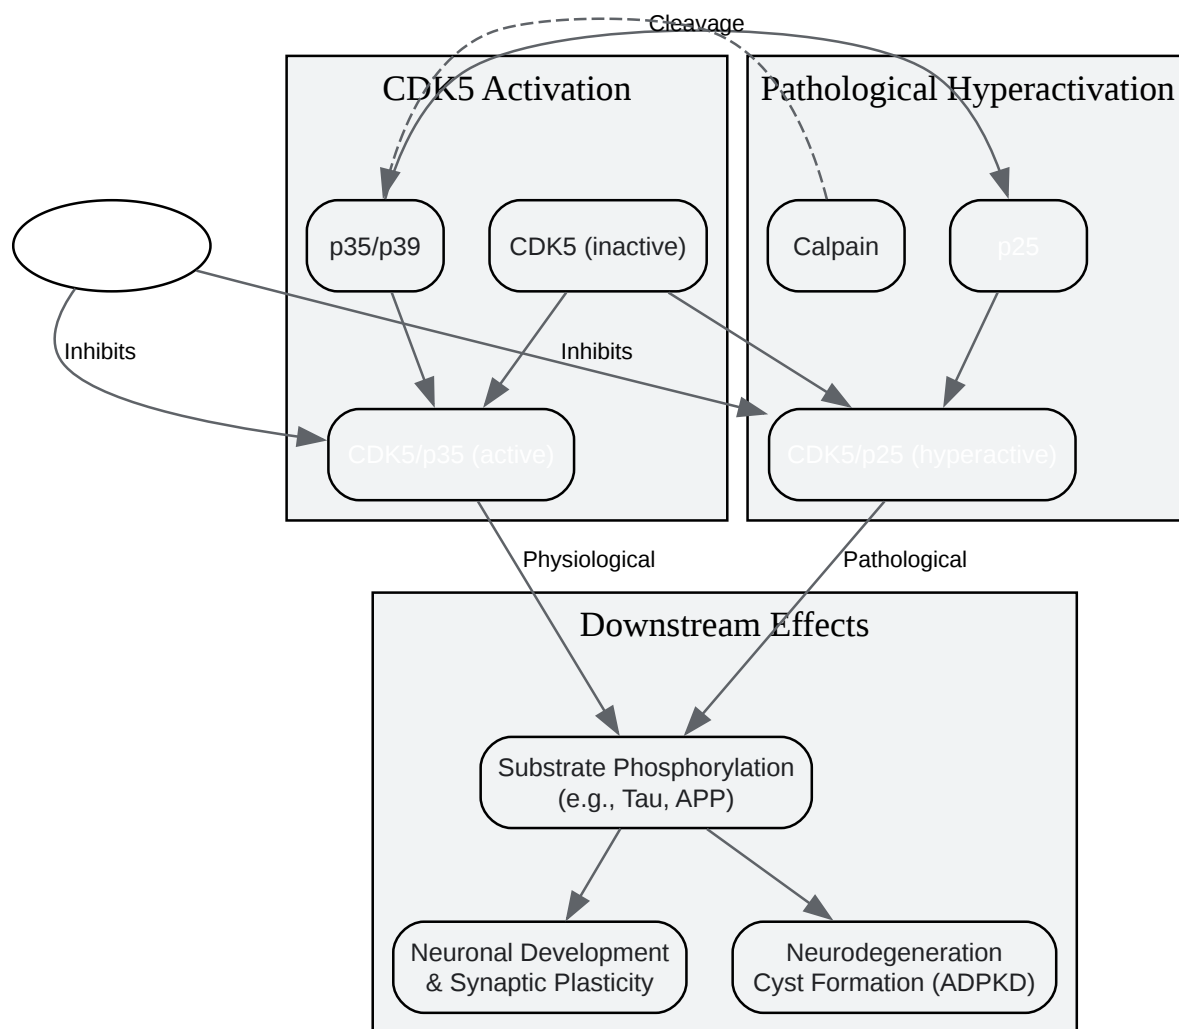 Cleavage
CDK5 Activation
Pathological Hyperactivation
p35/p39
CDK5 (inactive)
Calpain
p25
Inhibits
Inhibits
CDK5/p35 (active)
CDK5/p25 (hyperactive)
Physiological
Pathological
Downstream Effects
Substrate Phosphorylation
(e.g., Tau, APP)
Neuronal Development
& Synaptic Plasticity
Neurodegeneration
Cyst Formation (ADPKD)